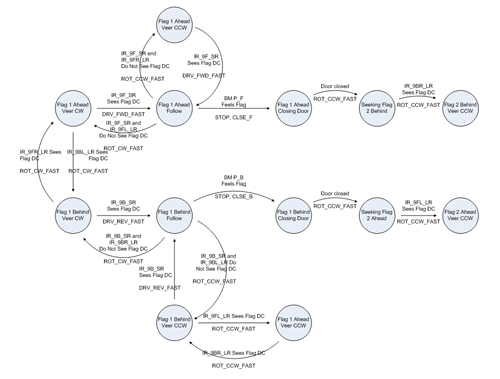 Flag 1 Ahead
Veer CCW
IR_9F_SR and
IR_9FR_LR
Do Not See Flag DC
ROT_CCW_FAST
IR_9F_SR
Sees Flag DC
DRV_FWD_FAST
Flag 1 Ahead
Veer CW
IR_9F_SR
Sees Flag DC
DRV_FWD_FAST
IR_9F_SR and
IR_9FL_LR
Do Not See Flag DC
ROT_CW_FAST
Flag 1 Ahead
Follow
BM P_F
Feels Flag
STOP, CLSE_F
Flag 1 Ahead
Closing Door
Door closed
ROT_CCW_FAST
Seeking Flag
2 Behind
IR_9BR_LR
Sees Flag DC
ROT_CCW_FAST
Flag 2 Behind
Veer CCW
IR_9FR_LR Sees
Flag DC
ROT_CW_FAST
IR_9BL_LR Sees
Flag DC
ROT_CW_FAST
Flag 1 Behind
Veer CW
IR_9B_SR
Sees Flag DC
DRV_REV_FAST
IR_9B_SR and
IR_9BR_LR
Do Not See Flag DC
ROT_CW_FAST
Flag 1 Behind
Follow
BM P_B
Feels Flag
STOP, CLSE_B
Flag 1 Behind
Closing Door
Door closed
ROT_CCW_FAST
Seeking Flag
2 Ahead
IR_9FL_LR
Sees Flag DC
ROT_CCW_FAST
Flag 2 Ahead
Veer CCW
IR_9B_SR
Sees Flag DC
DRV_REV_FAST
IR_9B_SR and
IR_9BL_LR Do
Not See Flag DC
ROT_CCW_FAST
Flag 1 Behind
Veer CCW
IR_9FL_LR Sees Flag DC
ROT_CCW_FAST
Flag 1 Ahead
Veer CCW
IR_9BR_LR Sees Flag DC
ROT_CCW_FAST